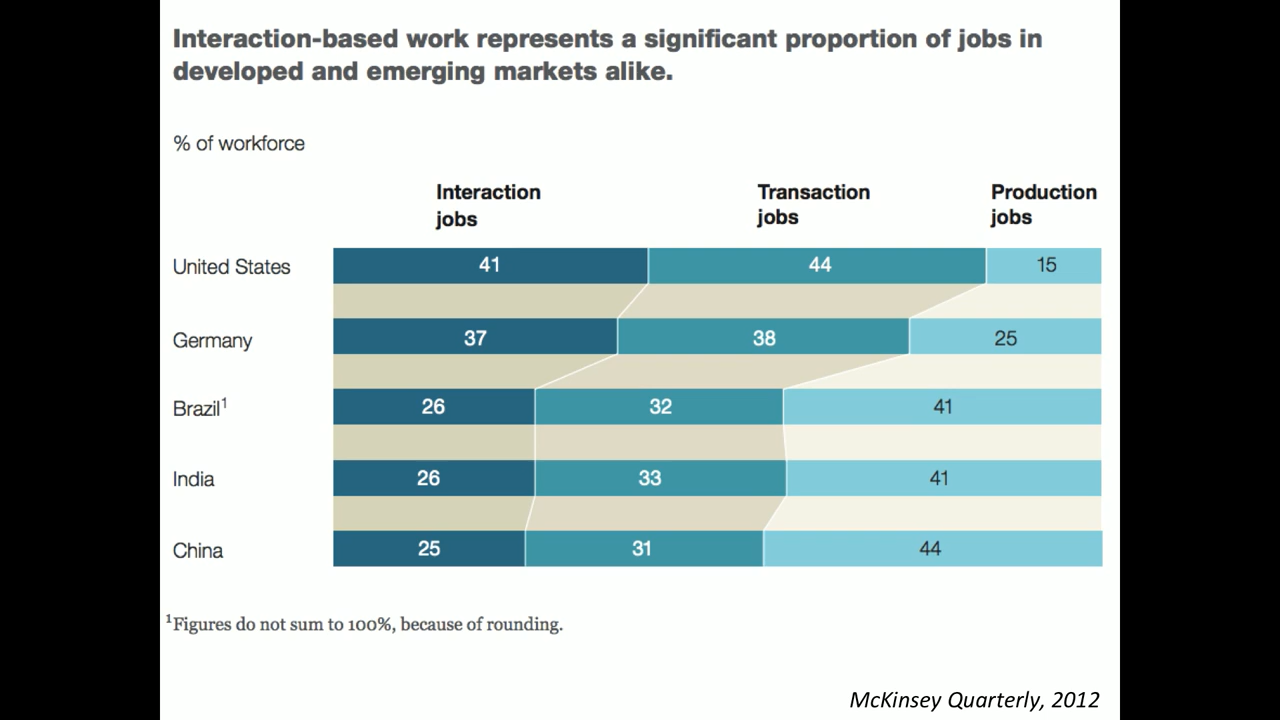 Interaction-based work represents a significant proportion of jobs in
developed and emerging markets alike.
% of workforce
Interaction
jobs
Transaction
jobs
Production
jobs
United States 41 44 15
Germany 37 38 25
Brazil¹ 26 32 41
India 26 33 41
China 25 31 44
¹Figures do not sum to 100%, because of rounding.
McKinsey Quarterly, 2012